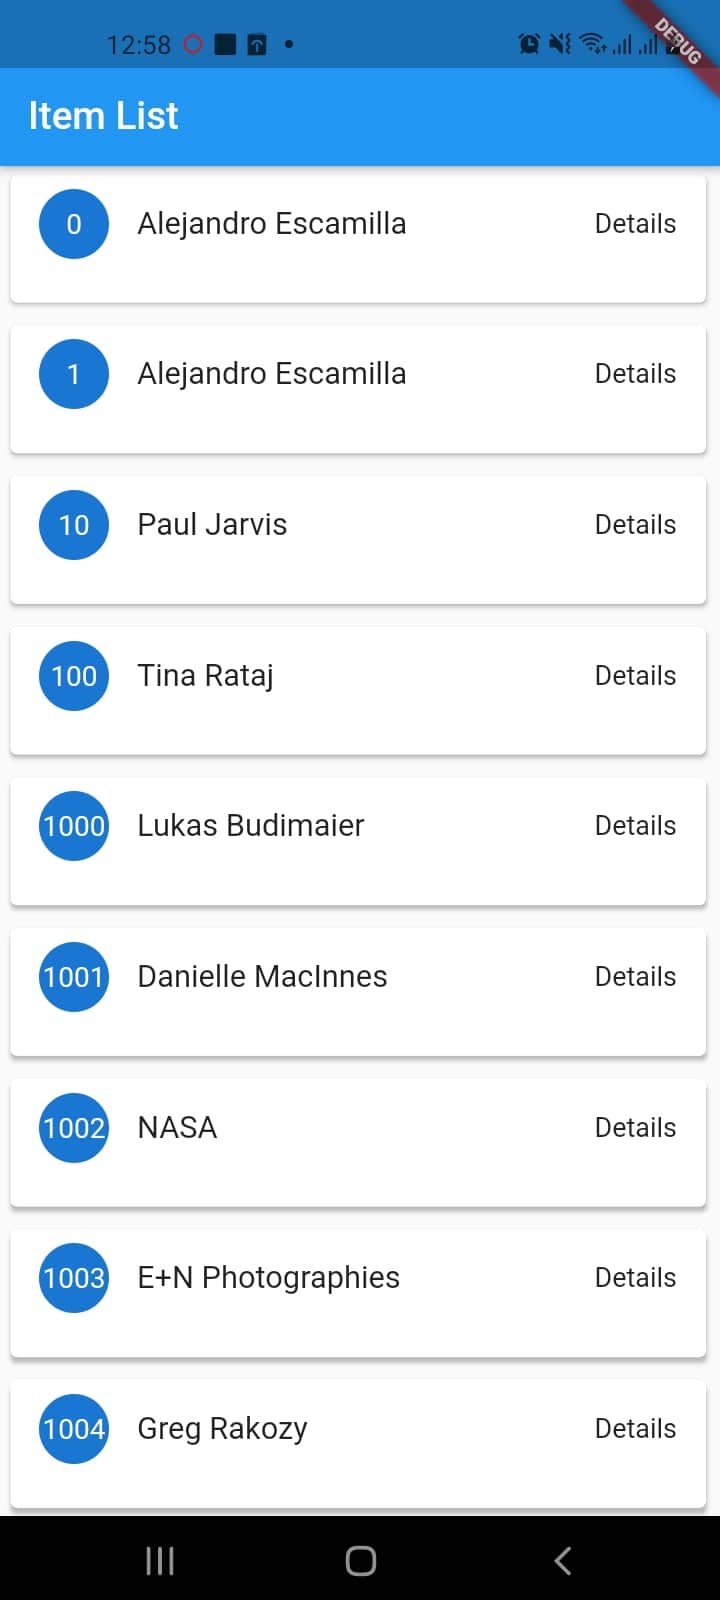 12:58
DEBUG
Item List
0 Alejandro Escamilla Details
1 Alejandro Escamilla Details
10 Paul Jarvis Details
100 Tina Rataj Details
1000 Lukas Budimaier Details
1001 Danielle MacInnes Details
1002 NASA Details
1003 E+N Photographies Details
1004 Greg Rakozy Details